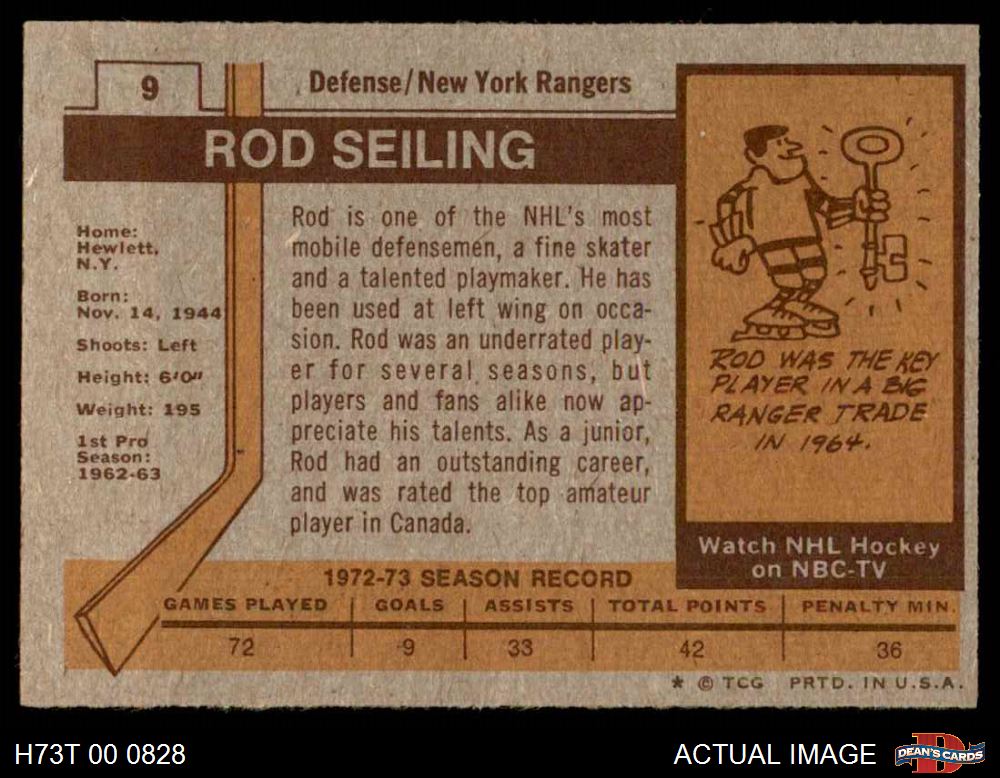 9
Defense/New York Rangers
ROD SEILING
Home:
Hewlett,
N.Y.
Born:
Nov. 14, 1944
Shoots: Left
Height: 6'0"
Weight: 195
1st Pro
Season:
1962-63
Rod is one of the NHL's most
mobile defensemen, a fine skater
and a talented playmaker. He has
been used at left wing on occa-
sion. Rod was an underrated play-
er for several seasons, but
players and fans alike now ap-
preciate his talents. As a junior,
Rod had an outstanding career,
and was rated the top amateur
player in Canada.
ROD WAS THE KEY
PLAYER IN A BIG
RANGER TRADE
IN 1964.
Watch NHL Hockey
on NBC-TV
1972-73 SEASON RECORD
GAMES PLAYED GOALS ASSISTS TOTAL POINTS PENALTY MIN.
72 9 33 42 36
* © TCG PRTD. IN U.S.A.
H73T 00 0828
ACTUAL IMAGE
DEAN'S CARDS